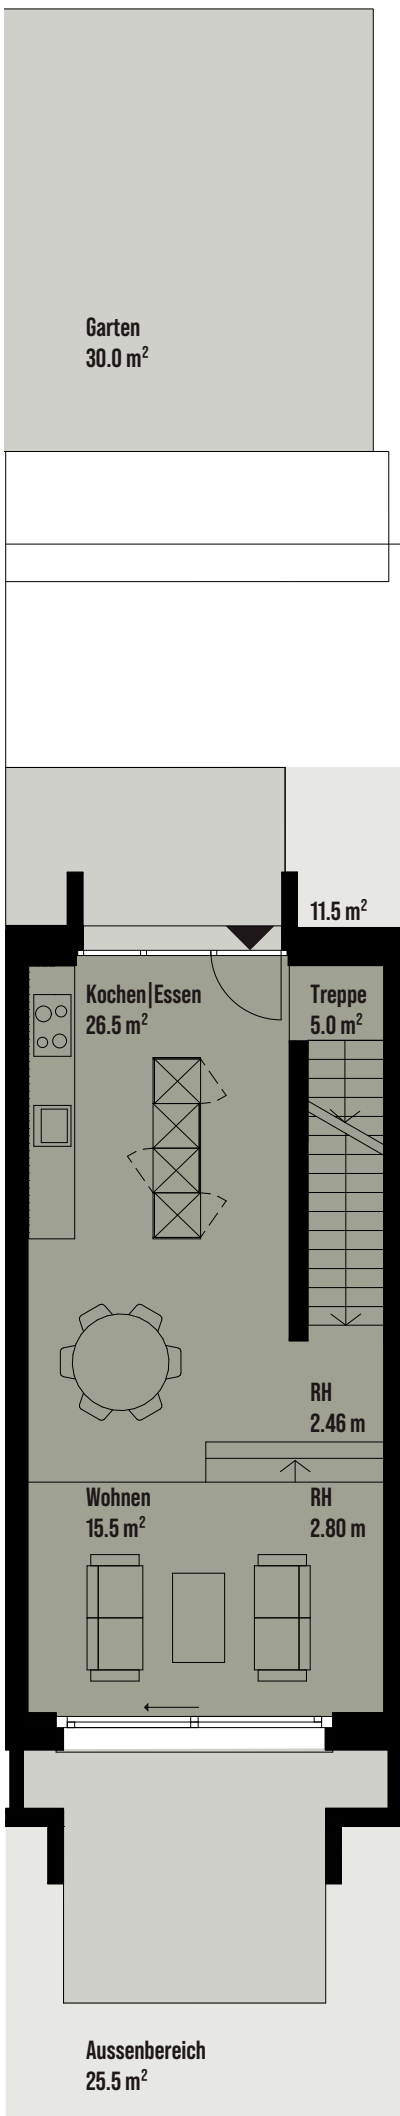 Garten
30.0 m²
11.5 m²
Kochen|Essen
26.5 m²
Treppe
5.0 m²
RH
2.46 m
Wohnen
15.5 m²
RH
2.80 m
Aussenbereich
25.5 m²